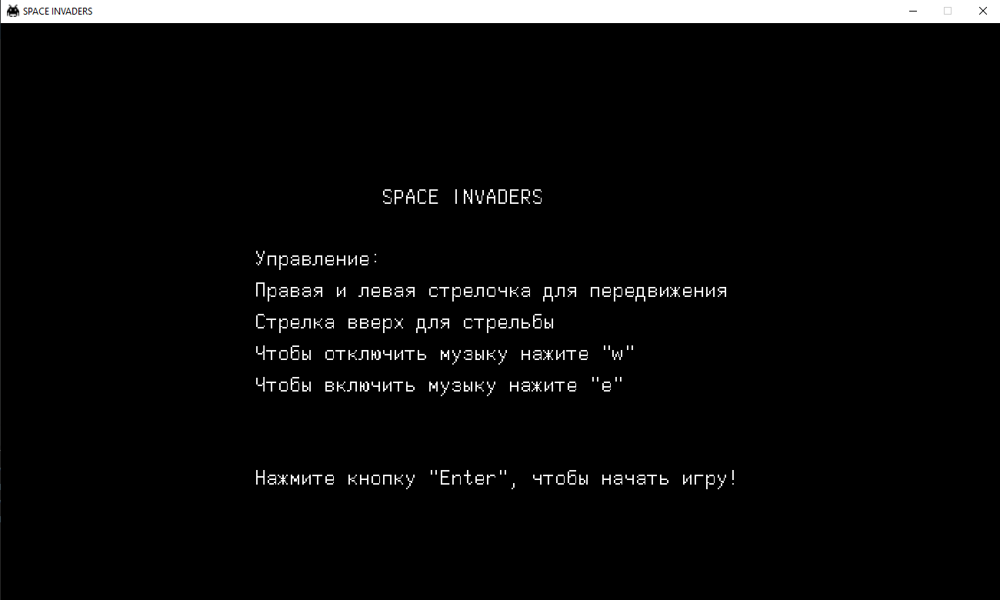 SPACE INVADERS
SPACE INVADERS
Управление:
Правая и левая стрелочка для передвижения
Стрелка вверх для стрельбы
Чтобы отключить музыку нажите "w"
Чтобы включить музыку нажите "e"
Нажмите кнопку "Enter", чтобы начать игру!